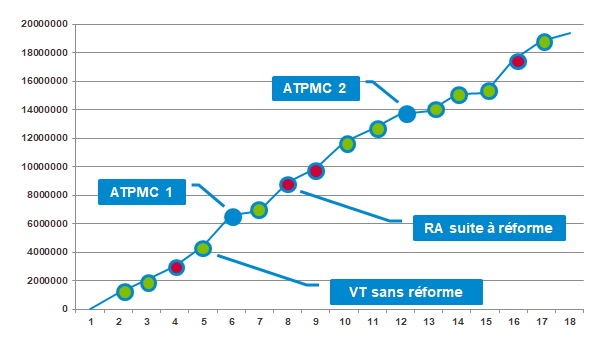 20000000
18000000
16000000
14000000
12000000
10000000
8000000
6000000
4000000
2000000
0
ATPMC 2
ATPMC 1
RA suite à réforme
VT sans réforme
1 2 3 4 5 6 7 8 9 10 11 12 13 14 15 16 17 18